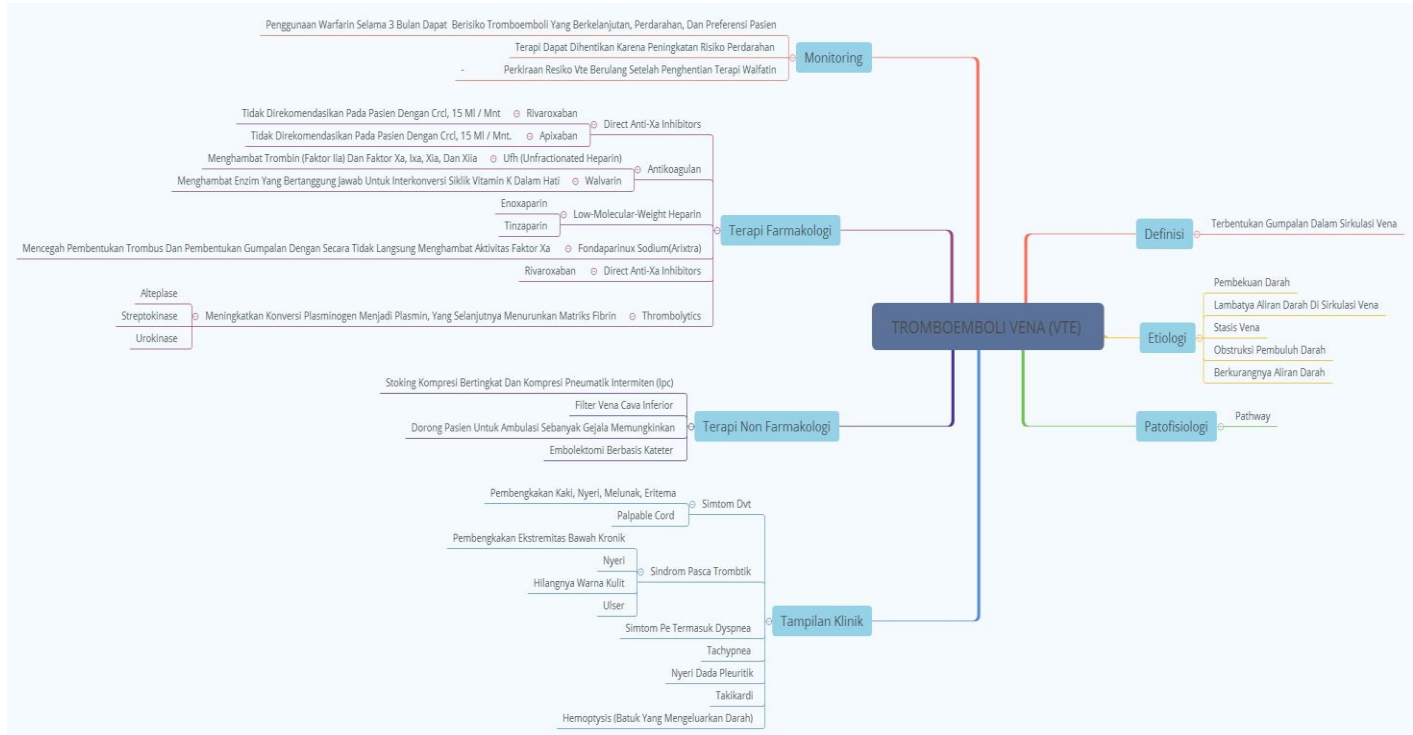 TROMBOEMBOLI VENA (VTE)
Definisi
Terbentukan Gumpalan Dalam Sirkulasi Vena
Etiologi
Pembekuan Darah
Lambatya Aliran Darah Di Sirkulasi Vena
Stasis Vena
Obstruksi Pembuluh Darah
Berkurangnya Aliran Darah
Patofisiologi
Pathway
Monitoring
Penggunaan Warfarin Selama 3 Bulan Dapat Berisiko Tromboemboli Yang Berkelanjutan, Perdarahan, Dan Preferensi Pasien
Terapi Dapat Dihentikan Karena Peningkatan Risiko Perdarahan
- Perkiraan Resiko Vte Berulang Setelah Penghentian Terapi Walfatin
Terapi Farmakologi
Direct Anti-Xa Inhibitors
Rivaroxaban
Tidak Direkomendasikan Pada Pasien Dengan Crcl, 15 Ml / Mnt
Apixaban
Tidak Direkomendasikan Pada Pasien Dengan Crcl, 15 Ml / Mnt.
Antikoagulan
Ufh (Unfractionated Heparin)
Menghambat Trombin (Faktor Iia) Dan Faktor Xa, Ixa, Xia, Dan Xiia
Walvarin
Menghambat Enzim Yang Bertanggung Jawab Untuk Interkonversi Siklik Vitamin K Dalam Hati
Low-Molecular-Weight Heparin
Enoxaparin
Tinzaparin
Fondaparinux Sodium(Arixtra)
Mencegah Pembentukan Trombus Dan Pembentukan Gumpalan Dengan Secara Tidak Langsung Menghambat Aktivitas Faktor Xa
Direct Anti-Xa Inhibitors
Rivaroxaban
Thrombolytics
Meningkatkan Konversi Plasminogen Menjadi Plasmin, Yang Selanjutnya Menurunkan Matriks Fibrin
Alteplase
Streptokinase
Urokinase
Terapi Non Farmakologi
Stoking Kompresi Bertingkat Dan Kompresi Pneumatik Intermiten (Ipc)
Filter Vena Cava Inferior
Dorong Pasien Untuk Ambulasi Sebanyak Gejala Memungkinkan
Embolektomi Berbasis Kateter
Tampilan Klinik
Simtom Dvt
Pembengkakan Kaki, Nyeri, Melunak, Eritema
Palpable Cord
Sindrom Pasca Trombtik
Pembengkakan Ekstremitas Bawah Kronik
Nyeri
Hilangnya Warna Kulit
Ulser
Simtom Pe Termasuk Dyspnea
Tachypnea
Nyeri Dada Pleuritik
Takikardi
Hemoptysis (Batuk Yang Mengeluarkan Darah)